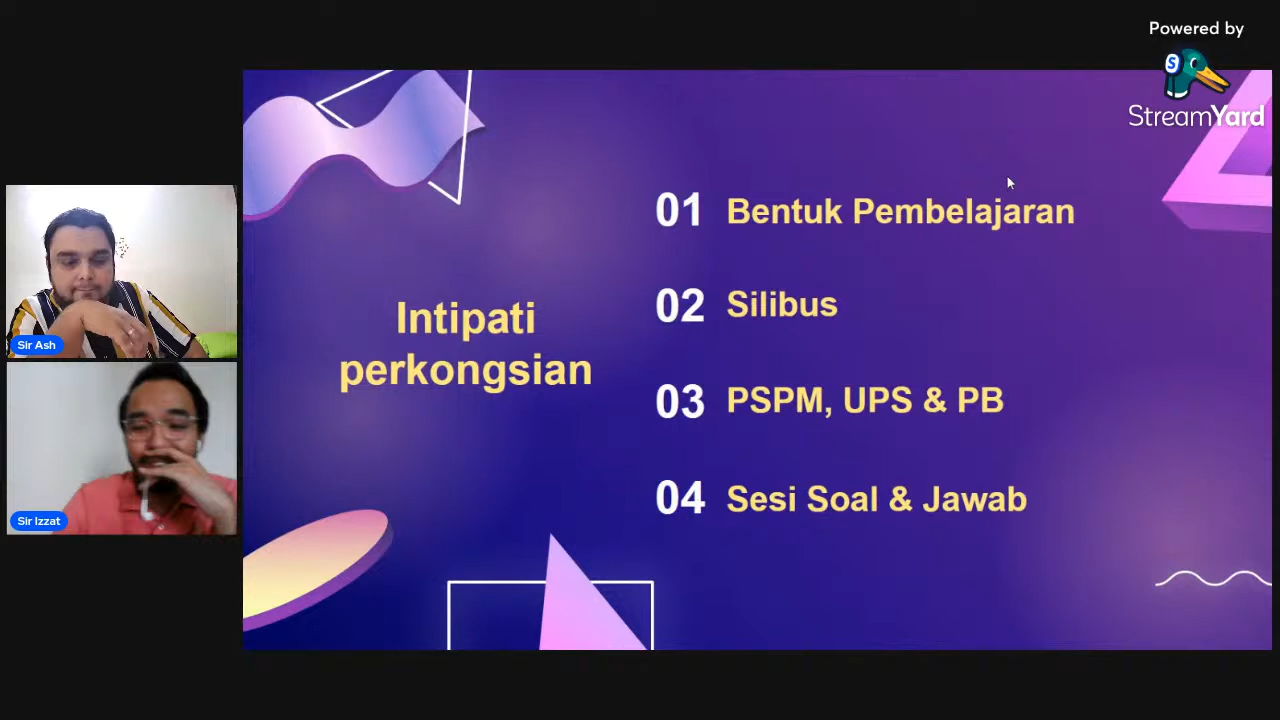 Powered by
StreamYard
Intipati
perkongsian
01 Bentuk Pembelajaran
02 Silibus
03 PSPM, UPS & PB
04 Sesi Soal & Jawab
Sir Ash
Sir Izzat